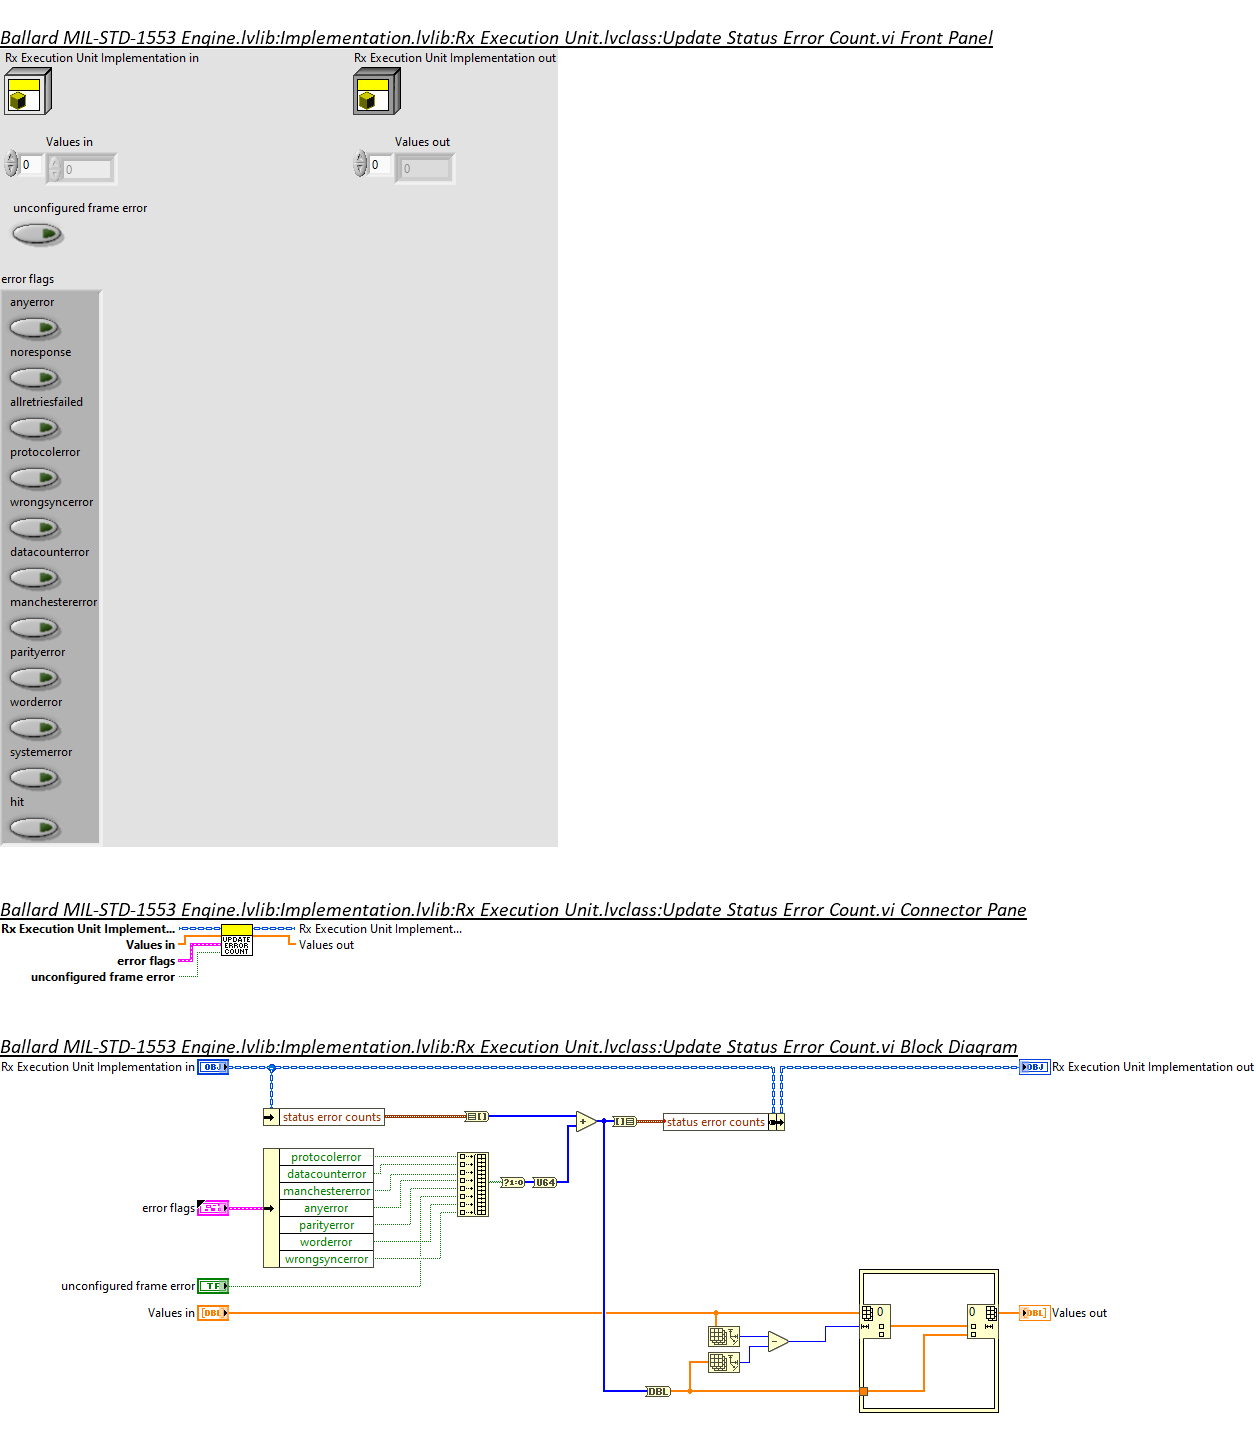 Ballard MIL-STD-1553 Engine.lvlib:Implementation.lvlib:Rx Execution Unit.lvclass:Update Status Error Count.vi Front Panel
Rx Execution Unit Implementation in
Rx Execution Unit Implementation out
Values in
Values out
0
0
0
0
unconfigured frame error
error flags
anyerror
noresponse
allretriesfailed
protocolerror
wrongsyncerror
datacounterror
manchestererror
parityerror
worderror
systemerror
hit
Ballard MIL-STD-1553 Engine.lvlib:Implementation.lvlib:Rx Execution Unit.lvclass:Update Status Error Count.vi Connector Pane
Rx Execution Unit Implement...
Rx Execution Unit Implement...
Values in
UPDATE
ERROR
COUNT
Values out
error flags
unconfigured frame error
Ballard MIL-STD-1553 Engine.lvlib:Implementation.lvlib:Rx Execution Unit.lvclass:Update Status Error Count.vi Block Diagram
Rx Execution Unit Implementation in
OBJ
OBJ
Rx Execution Unit Implementation out
status error counts
+
status error counts
protocolerror
datacounterror
manchestererror
anyerror
parityerror
worderror
wrongsyncerror
?1:0
U64
error flags
unconfigured frame error
TF
Values in
DBL
0
0
DBL
Values out
DBL